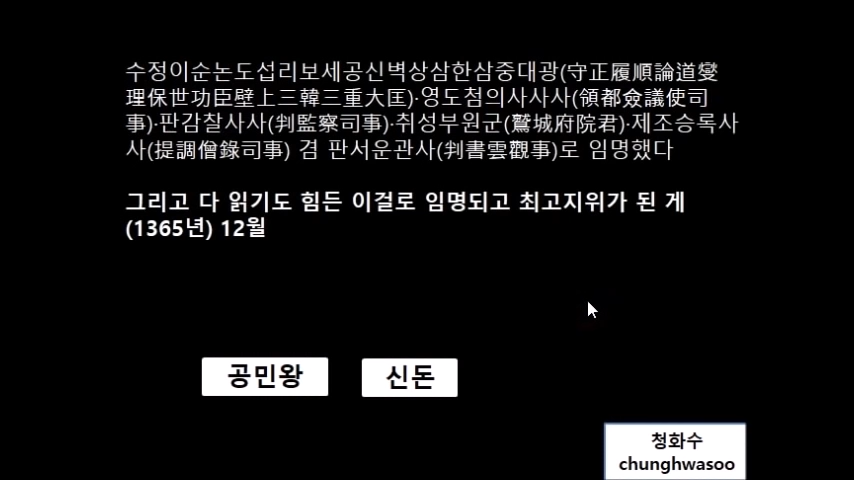 수정이순논도섭리보세공신벽상삼한삼중대광(守正履順論道燮
理保世功臣壁上三韓三重大匡)·영도첨의사사사(領都僉議使司
事)·판감찰사사(判監察司事)·취성부원군(鷲城府院君)·제조승록사
사(提調僧錄司事) 겸 판서운관사(判書雲觀事)로 임명했다
그리고 다 읽기도 힘든 이걸로 임명되고 최고지위가 된 게
(1365년) 12월
공민왕
신돈
청화수
chunghwasoo